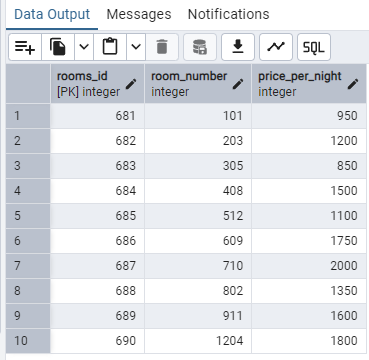 Data Output Messages Notifications
SQL
rooms_id room_number price_per_night
[PK] integer integer integer
1 681 101 950
2 682 203 1200
3 683 305 850
4 684 408 1500
5 685 512 1100
6 686 609 1750
7 687 710 2000
8 688 802 1350
9 689 911 1600
10 690 1204 1800